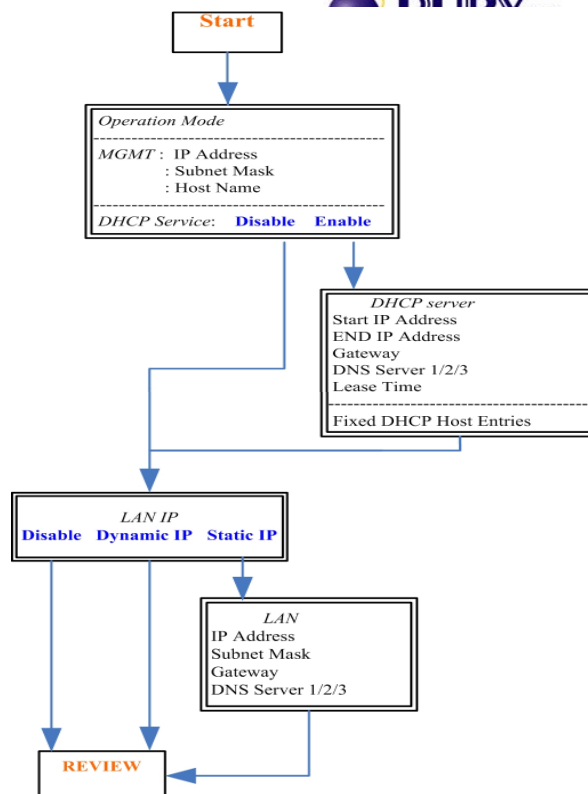 Start
Operation Mode
MGMT : IP Address
: Subnet Mask
: Host Name
DHCP Service: Disable Enable
DHCP server
Start IP Address
END IP Address
Gateway
DNS Server 1/2/3
Lease Time
Fixed DHCP Host Entries
LAN IP
Disable Dynamic IP Static IP
LAN
IP Address
Subnet Mask
Gateway
DNS Server 1/2/3
REVIEW